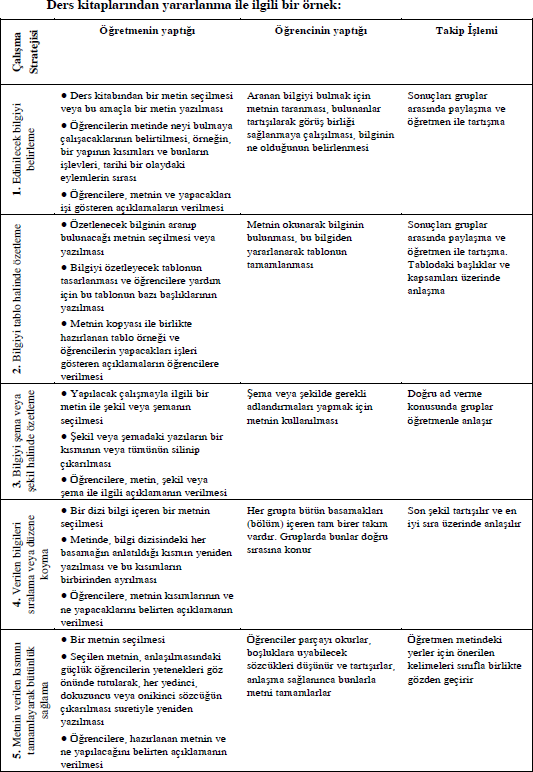 Ders kitaplarından yararlanma ile ilgili bir örnek:
Çalışma
Stratejisi
Öğretmenin yaptığı
Öğrencinin yaptığı
Takip İşlemi
1. Edinilecek bilgiyi
belirleme
● Ders kitabından bir metin seçilmesi
veya bu amaçla bir metin yazılması
● Öğrencilerin metinde neyi bulmaya
çalışacaklarının belirtilmesi, örneğin,
bir yapının kısımları ve bunların
işlevleri, tarihi bir olaydaki
eylemlerin sırası
● Öğrencilere, metnin ve yapacakları
işi gösteren açıklamaların verilmesi
Aranan bilgiyi bulmak için
metnin taranması, bulunanlar
tartışılarak görüş birliği
sağlanmaya çalışılması, bilginin
ne olduğunun belirlenmesi
Sonuçları gruplar
arasında paylaşma ve
öğretmen ile tartışma
2. Bilgiyi tablo halinde özetleme
● Özetlenecek bilginin aranıp
bulunacağı metnin seçilmesi veya
yazılması
● Bilgiyi özetleyecek tablonun
tasarlanması ve öğrencilere yardım
için bu tablonun bazı başlıklarının
yazılması
● Metnin kopyası ile birlikte
hazırlanan tablo örneği ve
öğrencilerin yapacakları işleri
gösteren açıklamaların öğrencilere
verilmesi
Metnin okunarak bilginin
bulunması, bu bilgiden
yararlanarak tablonun
tamamlanması
Sonuçları gruplar
arasında paylaşma ve
öğretmen ile tartışma.
Tablodaki başlıklar ve
kapsamları üzerinde
anlaşma
3. Bilgiyi şema veya
şekil halinde özetleme
● Yapılacak çalışmayla ilgili bir
metin ile şekil veya şemanın
seçilmesi
● Şekil veya şemadaki yazıların bir
kısmının veya tümünün silinip
çıkarılması
● Öğrencilere, metin, şekil veya
şema ile ilgili açıklamanın verilmesi
Şema veya şekilde gerekli
adlandırmaları yapmak için
metnin kullanılması
Doğru ad verme
konusunda gruplar
öğretmenle anlaşır
4. Verilen bilgileri
sıralama veya düzene
koyma
● Bir dizi bilgi içeren bir metnin
seçilmesi
● Metinde, bilgi dizisindeki her
basamağın anlatıldığı kısmın yeniden
yazılması ve bu kısımların
birbirinden ayrılması
● Öğrencilere, metnin kısımlarının ve
ne yapacaklarını belirten açıklamanın
verilmesi
Her grupta bütün basamakları
(bölüm) içeren tam birer takım
vardır. Gruplarda bunlar doğru
sırasına konur
Son şekil tartışılır ve en
iyi sıra üzerinde anlaşılır
5. Metnin verilen kısmını
tamamlayarak bütünlük
sağlama
● Bir metnin seçilmesi
● Seçilen metnin, anlaşılmasındaki
güçlük öğrencilerin yetenekleri göz
önünde tutularak, her yedinci,
dokuzuncu veya onikinci sözcüğün
çıkarılması suretiyle yeniden
yazılması
● Öğrencilere, hazırlanan metnin ve
ne yapılacağını belirten açıklamanın
verilmesi
Öğrenciler parçayı okurlar,
boşluklara uyabilecek
sözcükleri düşünür ve tartışırlar,
anlaşma sağlanınca bunlarla
metni tamamlarlar
Öğretmen metindeki
yerler için önerilen
kelimeleri sınıfla birlikte
gözden geçirir